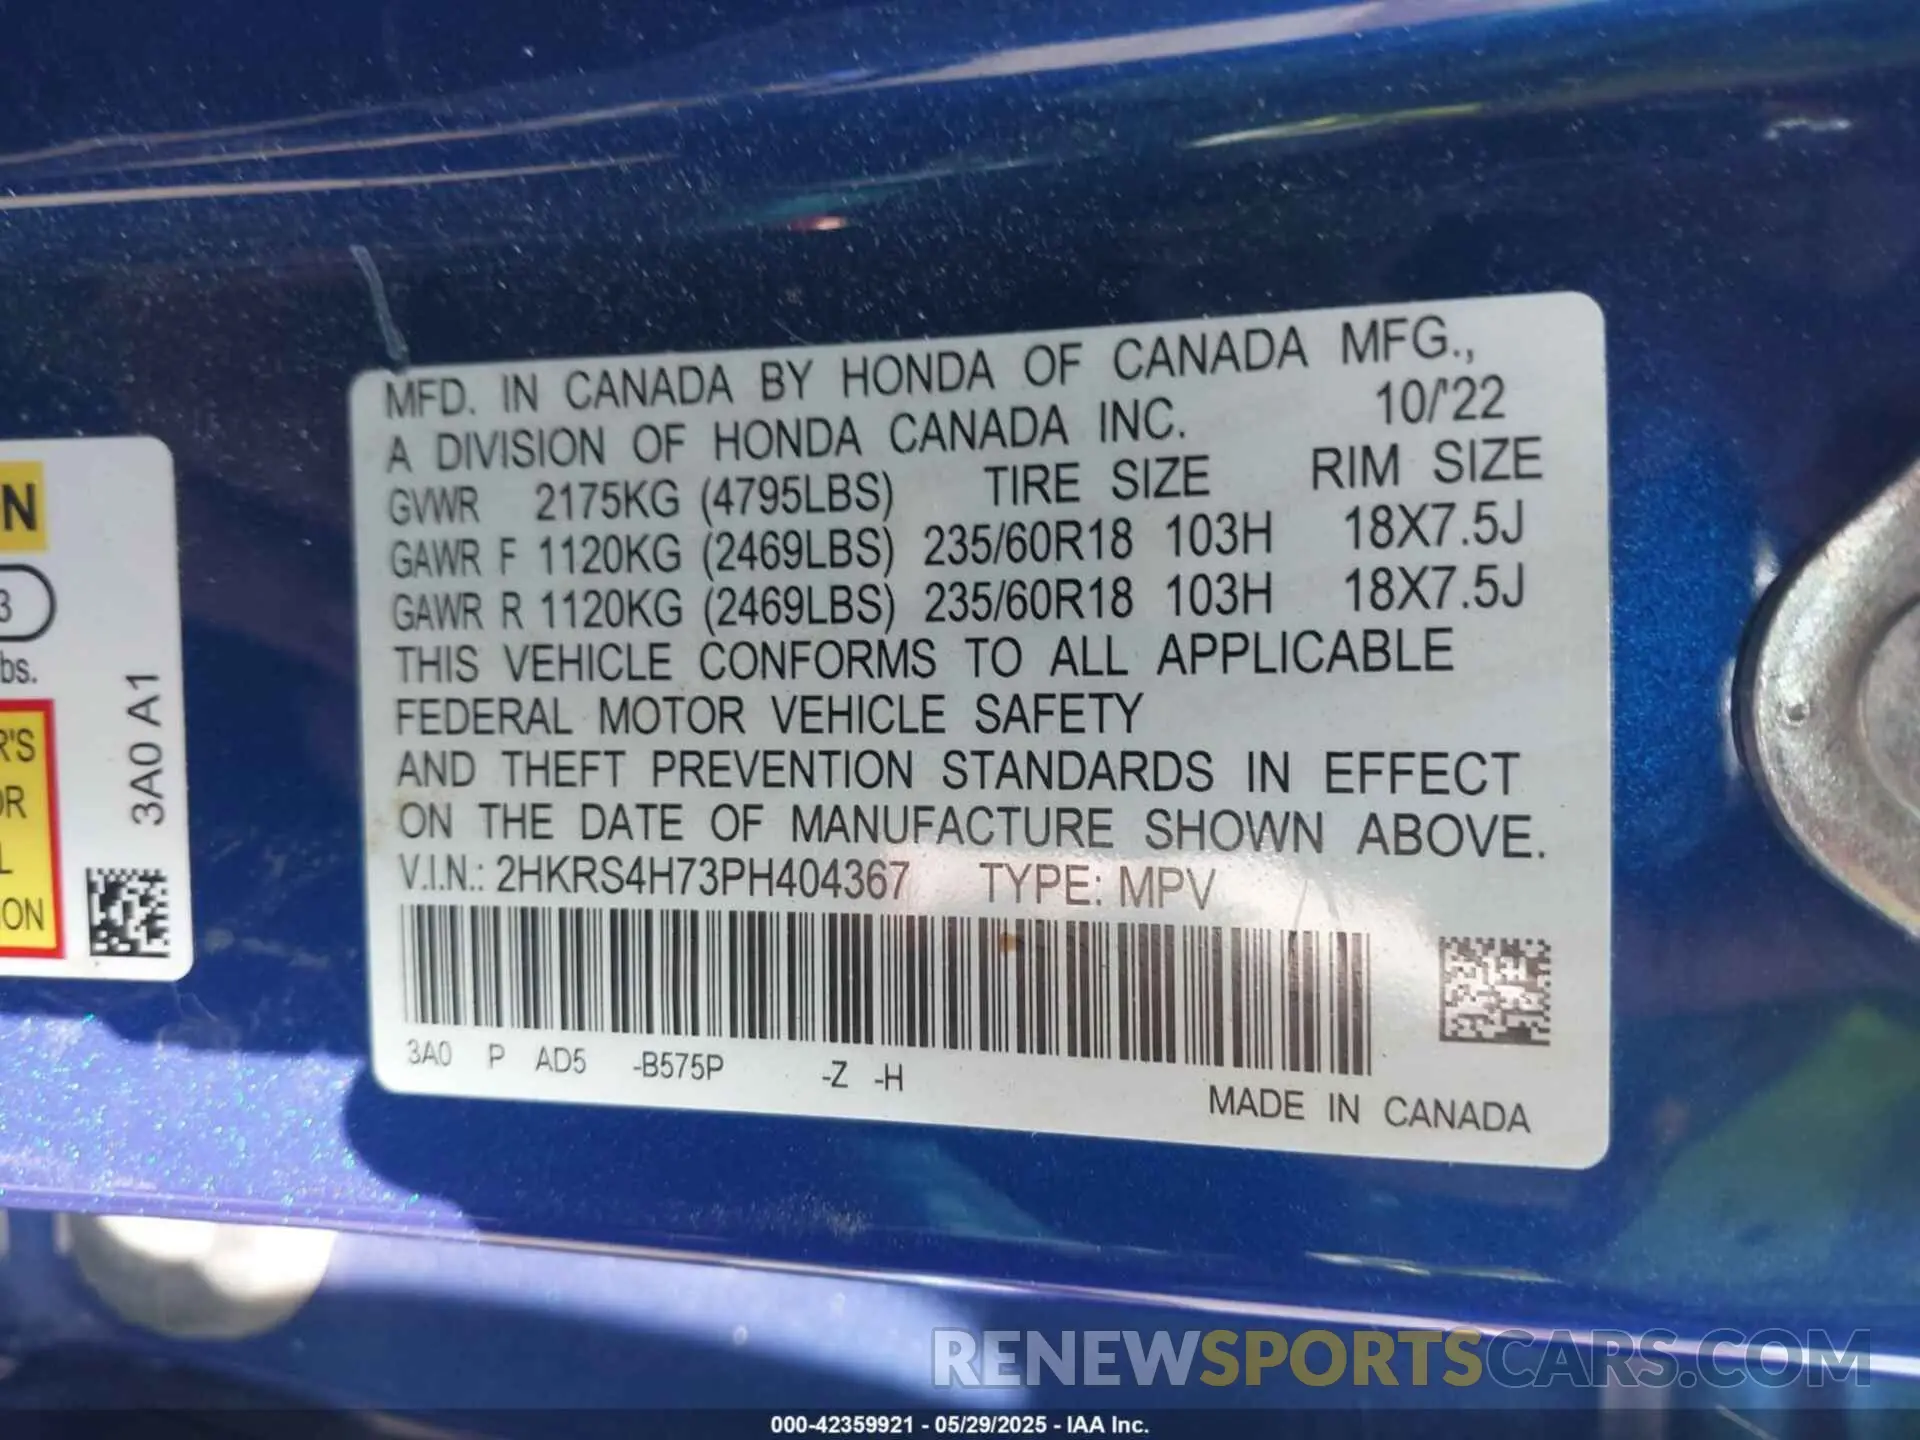 MFD. IN CANADA BY HONDA OF CANADA MFG.,
A DIVISION OF HONDA CANADA INC. 10/'22
GVWR 2175KG (4795LBS) TIRE SIZE RIM SIZE
GAWR F 1120KG (2469LBS) 235/60R18 103H 18X7.5J
GAWR R 1120KG (2469LBS) 235/60R18 103H 18X7.5J
THIS VEHICLE CONFORMS TO ALL APPLICABLE
FEDERAL MOTOR VEHICLE SAFETY
AND THEFT PREVENTION STANDARDS IN EFFECT
ON THE DATE OF MANUFACTURE SHOWN ABOVE.
V.I.N.: 2HKRS4H73PH404367 TYPE: MPV
3A0 P AD5 -B575P -Z -H
MADE IN CANADA
3A0 A1
RENEWSPORTSCARS.COM
000-42359921 - 05/29/2025 - IAA Inc.